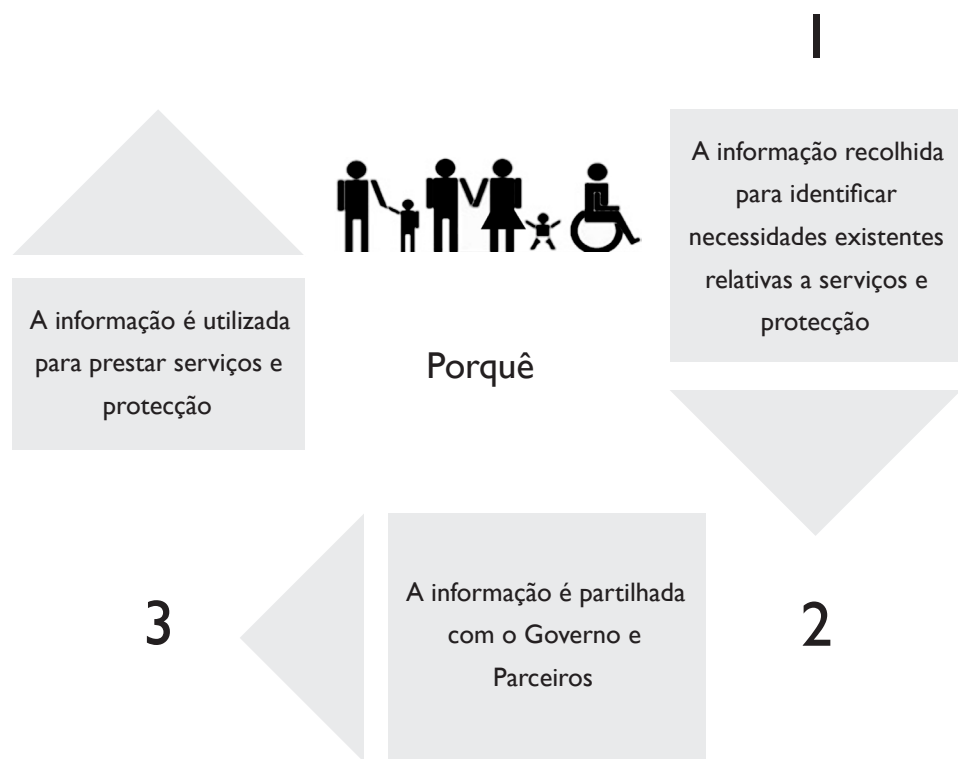 1
A informação recolhida
para identificar
necessidades existentes
relativas a serviços e
protecção
Porquê
2
A informação é partilhada
com o Governo e
Parceiros
3
A informação é utilizada
para prestar serviços e
protecção